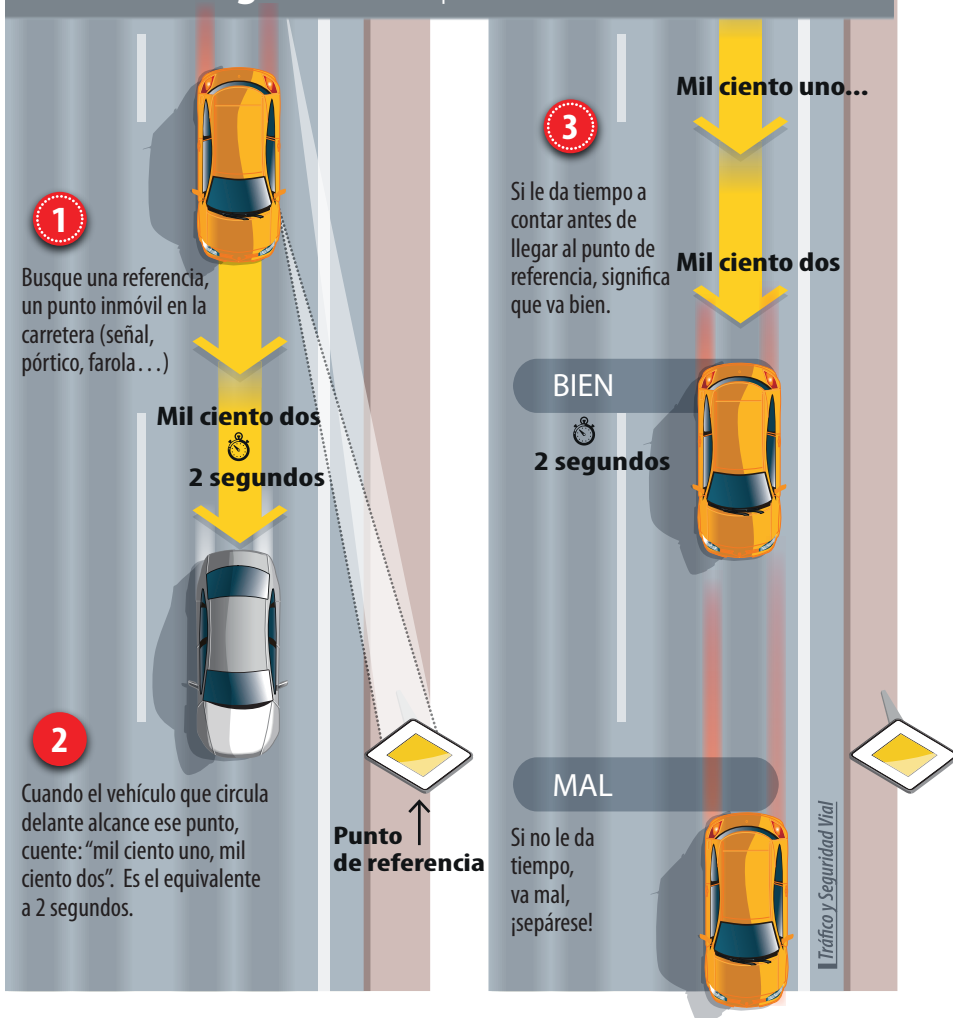 1
Busque una referencia,
un punto inmóvil en la
carretera (señal,
pórtico, farola…)
Mil ciento dos
2 segundos
2
Cuando el vehículo que circula
delante alcance ese punto,
cuente: “mil ciento uno, mil
ciento dos”. Es el equivalente
a 2 segundos.
Punto
de referencia
Mil ciento uno...
3
Si le da tiempo a
contar antes de
llegar al punto de
referencia, significa
que va bien.
Mil ciento dos
BIEN
2 segundos
MAL
Si no le da
tiempo,
va mal,
¡sepárese!
Tráfico y Seguridad Vial